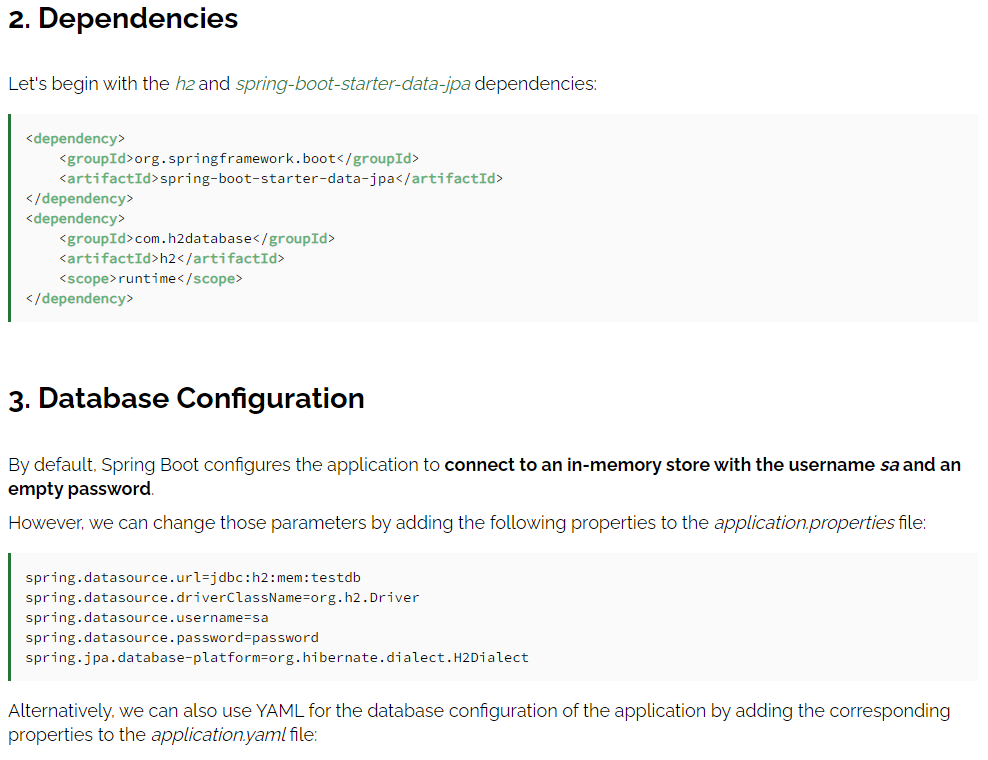 2. Dependencies
Let's begin with the h2 and spring-boot-starter-data-jpa dependencies:
<dependency>
    <groupId>org.springframework.boot</groupId>
    <artifactId>spring-boot-starter-data-jpa</artifactId>
</dependency>
<dependency>
    <groupId>com.h2database</groupId>
    <artifactId>h2</artifactId>
    <scope>runtime</scope>
</dependency>
3. Database Configuration
By default, Spring Boot configures the application to connect to an in-memory store with the username sa and an
empty password.
However, we can change those parameters by adding the following properties to the application.properties file:
spring.datasource.url=jdbc:h2:mem:testdb
spring.datasource.driverClassName=org.h2.Driver
spring.datasource.username=sa
spring.datasource.password=password
spring.jpa.database-platform=org.hibernate.dialect.H2Dialect
Alternatively, we can also use YAML for the database configuration of the application by adding the corresponding
properties to the application.yaml file: